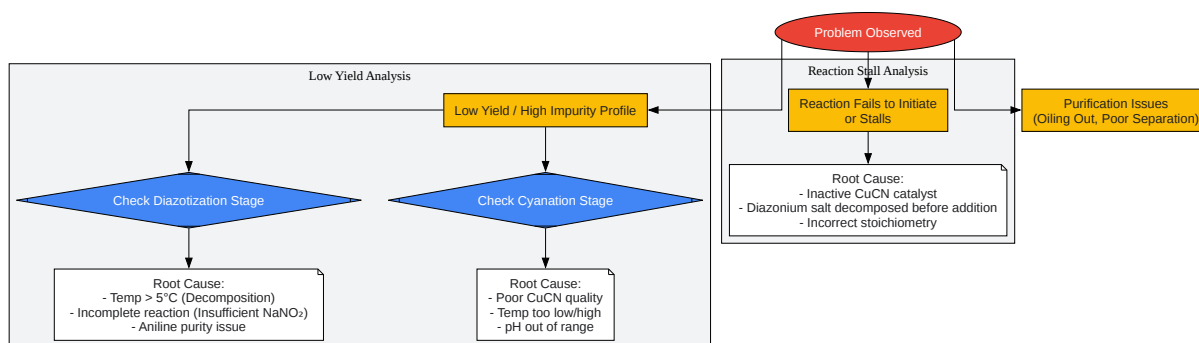 Problem Observed
Low Yield Analysis
Reaction Stall Analysis
Low Yield / High Impurity Profile
Reaction Fails to Initiate
or Stalls
Purification Issues
(Oiling Out, Poor Separation)
Check Diazotization Stage
Check Cyanation Stage
Root Cause:
- Inactive CuCN catalyst
- Diazonium salt decomposed before addition
- Incorrect stoichiometry
Root Cause:
- Temp > 5°C (Decomposition)
- Incomplete reaction (Insufficient NaNO₂)
- Aniline purity issue
Root Cause:
- Poor CuCN quality
- Temp too low/high
- pH out of range